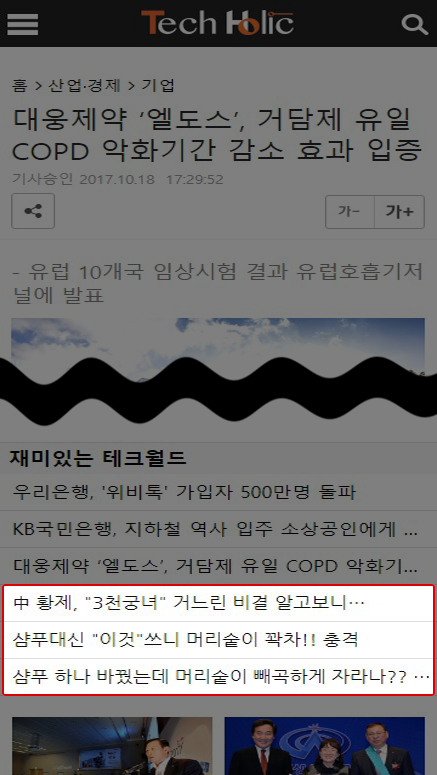 Tech Holic
홈 > 산업·경제 > 기업
대웅제약 ‘엘도스’, 거담제 유일
COPD 악화기간 감소 효과 입증
기사승인 2017.10.18 17:29:52
가- 가+
- 유럽 10개국 임상시험 결과 유럽호흡기저
널에 발표
재미있는 테크월드
우리은행, '위비톡' 가입자 500만명 돌파
KB국민은행, 지하철 역사 입주 소상공인에게 ...
대웅제약 ‘엘도스’, 거담제 유일 COPD 악화기...
中 황제, "3천궁녀" 거느린 비결 알고보니…
샴푸대신 "이것"쓰니 머리숱이 꽉차!! 충격
샴푸 하나 바꿨는데 머리숱이 빼곡하게 자라나?? …